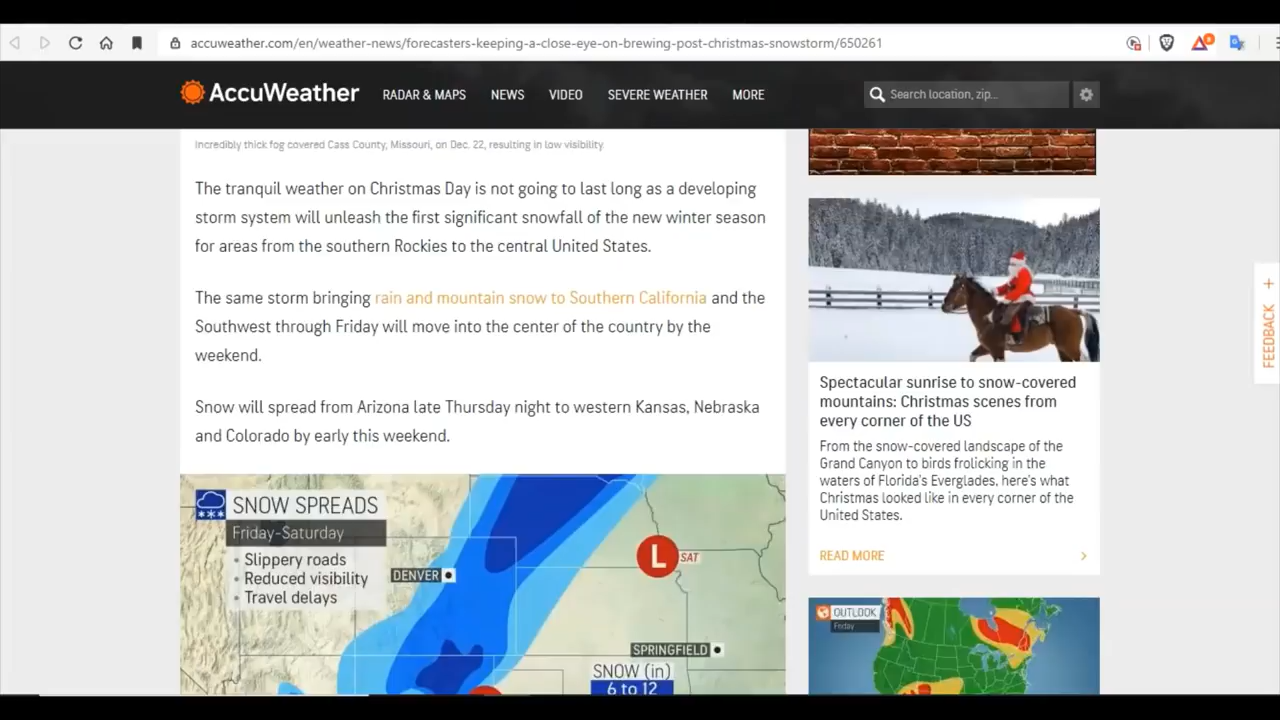 accuweather.com/en/weather-news/forecasters-keeping-a-close-eye-on-brewing-post-christmas-snowstorm/650261
AccuWeather
RADAR & MAPS
NEWS
VIDEO
SEVERE WEATHER
MORE
Search location, zip...
Incredibly thick fog covered Cass County, Missouri, on Dec. 22, resulting in low visibility.
The tranquil weather on Christmas Day is not going to last long as a developing
storm system will unleash the first significant snowfall of the new winter season
for areas from the southern Rockies to the central United States.
The same storm bringing rain and mountain snow to Southern California and the
Southwest through Friday will move into the center of the country by the
weekend.
Snow will spread from Arizona late Thursday night to western Kansas, Nebraska
and Colorado by early this weekend.
SNOW SPREADS
Friday-Saturday
• Slippery roads
• Reduced visibility
• Travel delays
DENVER
L
SAT
SPRINGFIELD
SNOW (in)
6 to 12
Spectacular sunrise to snow-covered
mountains: Christmas scenes from
every corner of the US
From the snow-covered landscape of the
Grand Canyon to birds frolicking in the
waters of Florida's Everglades, here's what
Christmas looked like in every corner of the
United States.
READ MORE
OUTLOOK
Friday
FEEDBACK